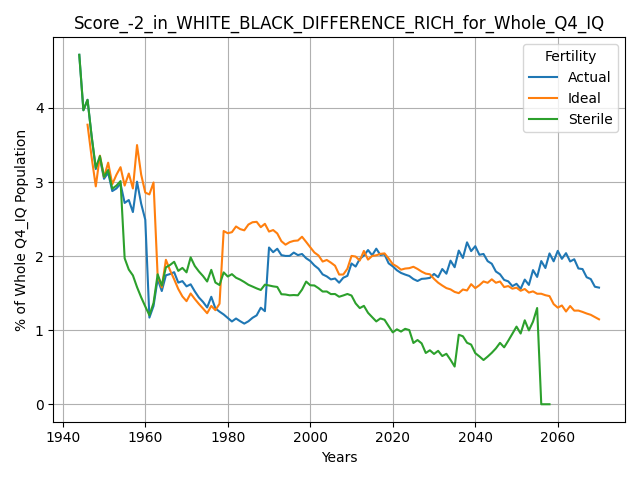 Score_-2_in_WHITE_BLACK_DIFFERENCE_RICH_for_Whole_Q4_IQ
Fertility
Actual
Ideal
Sterile
% of Whole Q4_IQ Population
4
3
2
1
0
1940 1960 1980 2000 2020 2040 2060
Years